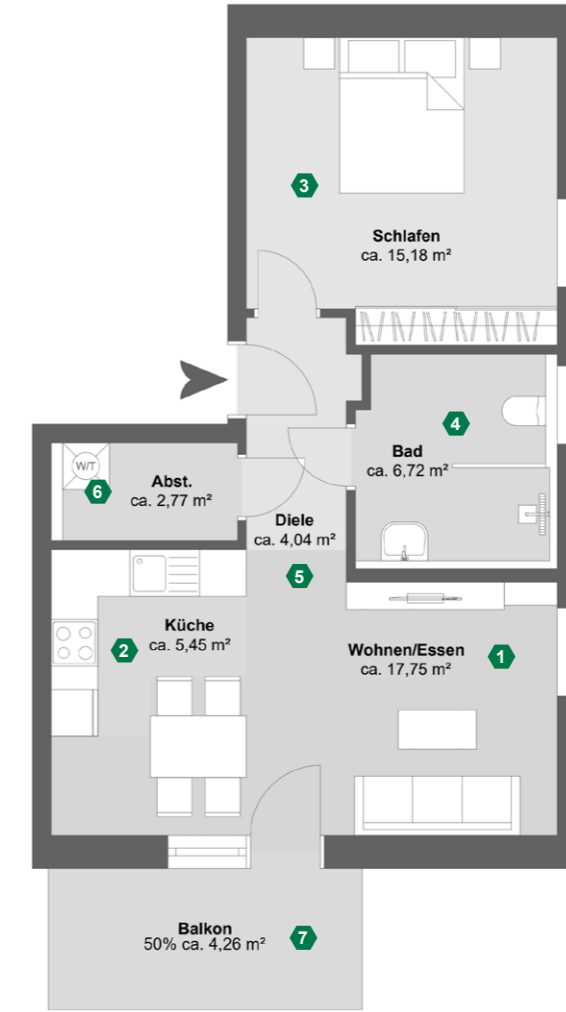 3
Schlafen
ca. 15,18 m²
4
Bad
ca. 6,72 m²
W/T
6
Abst.
ca. 2,77 m²
Diele
ca. 4,04 m²
5
Küche
ca. 5,45 m²
2
Wohnen/Essen
ca. 17,75 m²
1
Balkon
50% ca. 4,26 m²
7